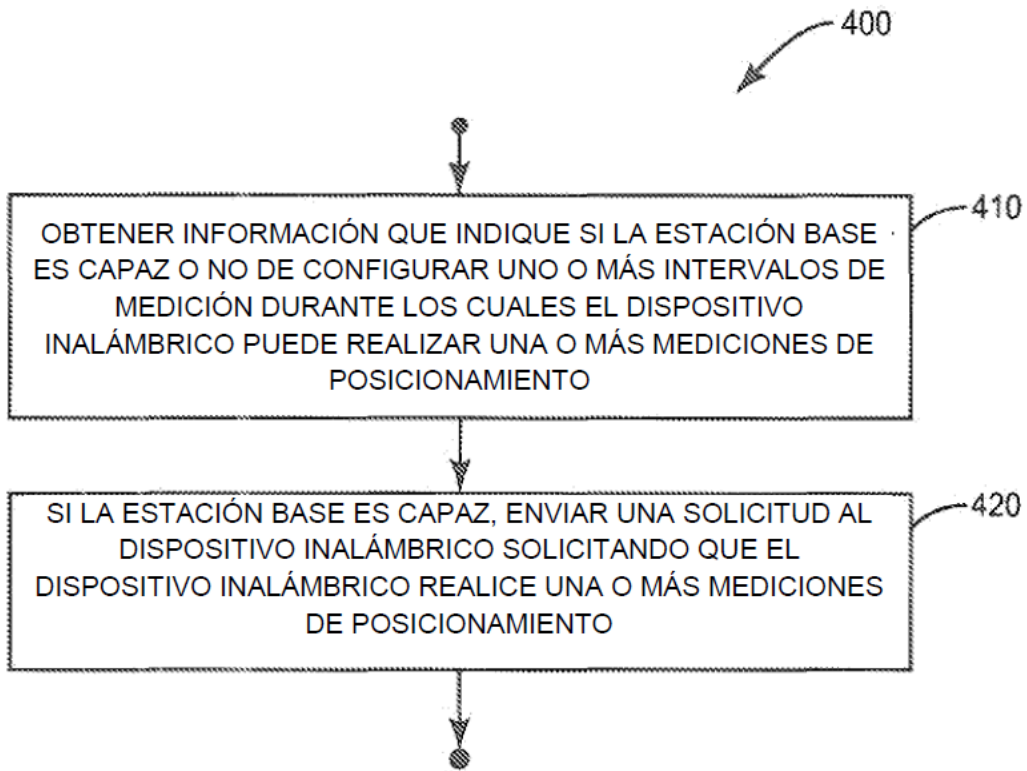 400
410
OBTENER INFORMACIÓN QUE INDIQUE SI LA ESTACIÓN BASE
ES CAPAZ O NO DE CONFIGURAR UNO O MÁS INTERVALOS DE
MEDICIÓN DURANTE LOS CUALES EL DISPOSITIVO
INALÁMBRICO PUEDE REALIZAR UNA O MÁS MEDICIONES DE
POSICIONAMIENTO
420
SI LA ESTACIÓN BASE ES CAPAZ, ENVIAR UNA SOLICITUD AL
DISPOSITIVO INALÁMBRICO SOLICITANDO QUE EL
DISPOSITIVO INALÁMBRICO REALICE UNA O MÁS MEDICIONES
DE POSICIONAMIENTO